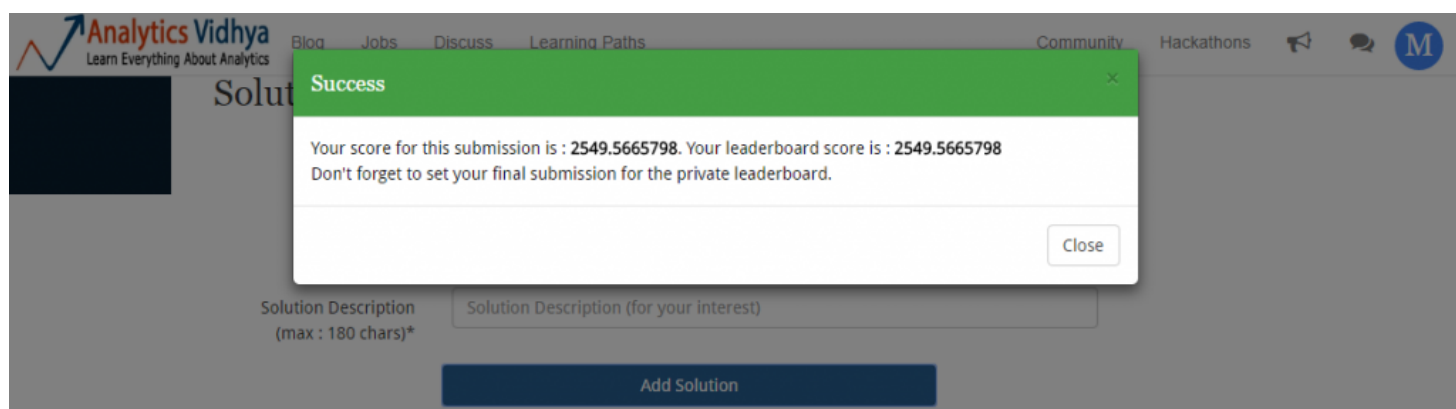 Analytics Vidhya
Learn Everything About Analytics
Blog Jobs Discuss Learning Paths Community Hackathons M
Solut
Success ×
Your score for this submission is : 2549.5665798. Your leaderboard score is : 2549.5665798
Don't forget to set your final submission for the private leaderboard.
Close
Solution Description
(max : 180 chars)*
Solution Description (for your interest)
Add Solution